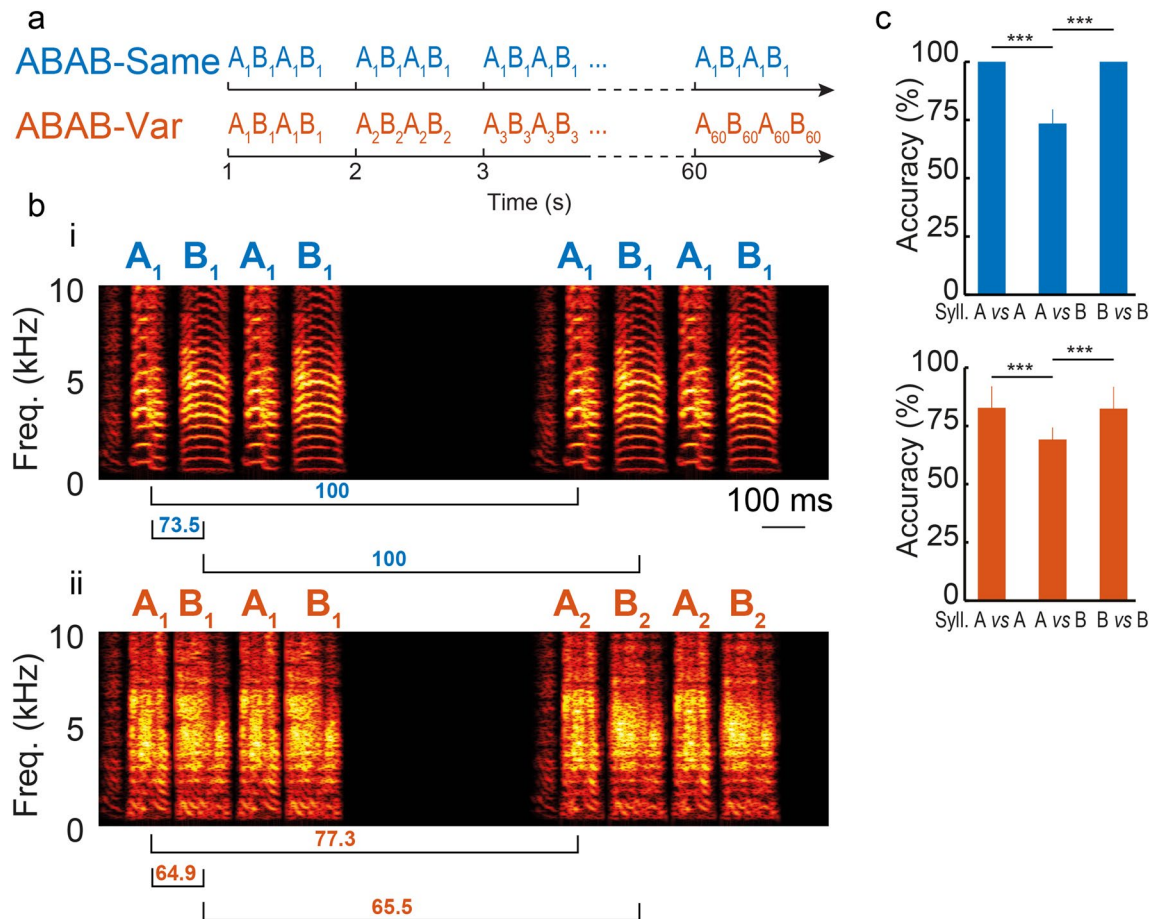 a
ABAB-Same A₁B₁A₁B₁ A₁B₁A₁B₁ A₁B₁A₁B₁ ... A₁B₁A₁B₁
ABAB-Var A₁B₁A₁B₁ A₂B₂A₂B₂ A₃B₃A₃B₃ ... A₆₀B₆₀A₆₀B₆₀
1 2 3 60
Time (s)
b
i
A₁ B₁ A₁ B₁ A₁ B₁ A₁ B₁
10
5
0
Freq. (kHz)
100
73.5
100
100 ms
ii
A₁ B₁ A₁ B₁ A₂ B₂ A₂ B₂
10
5
0
Freq. (kHz)
77.3
64.9
65.5
c
*** ***
100
75
50
25
0
Accuracy (%)
Syll. A vs A A vs B B vs B
*** ***
100
75
50
25
0
Accuracy (%)
Syll. A vs A A vs B B vs B